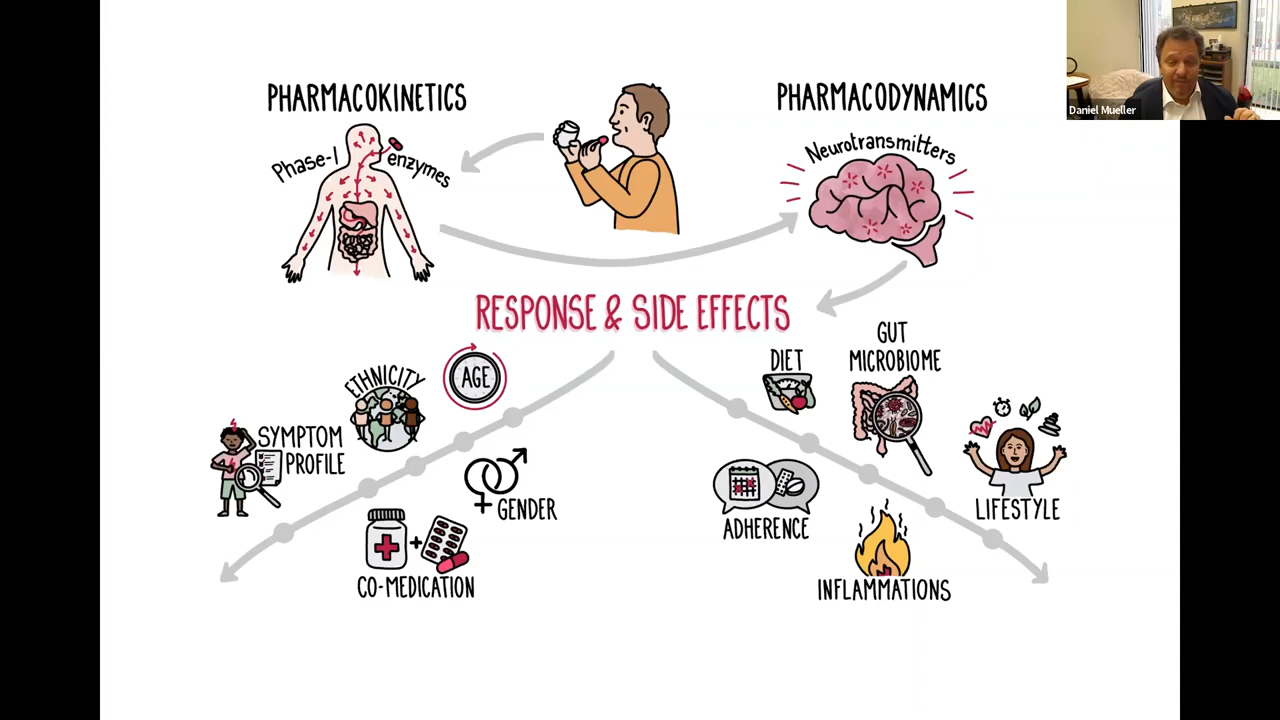 PHARMACOKINETICS
Phase-I enzymes
PHARMACODYNAMICS
Neurotransmitters
Daniel Mueller
RESPONSE & SIDE EFFECTS
AGE
ETHNICITY
SYMPTOM
PROFILE
GENDER
CO-MEDICATION
DIET
GUT
MICROBIOME
ADHERENCE
LIFESTYLE
INFLAMMATIONS